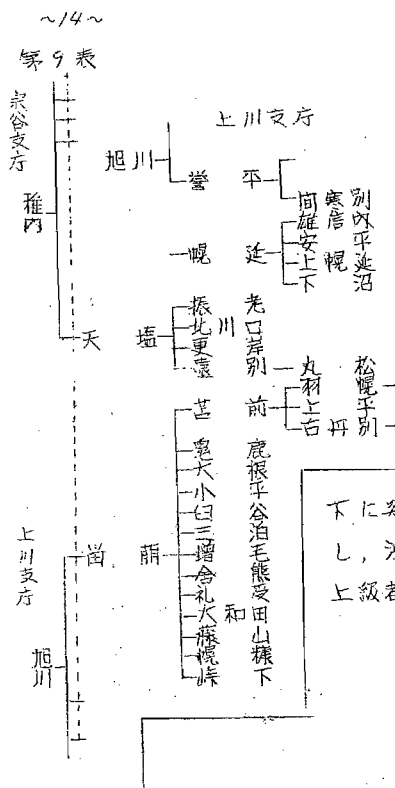 ~14~
第9表
宗谷支庁
上川支庁
旭川
誉平
稚内
間寒別
雄信内
安平
上幌延
下沼
幌延
天塩
振老
北川口
更岸
遠別
丸松
羽幌
上平
古丹別
苫前
鬼鹿
大根
小平
臼谷
三泊
増毛
舎熊
礼受
大和田
藤山
幌糠
峠下
留萌
上川支庁
旭川
下に
し,
上級者